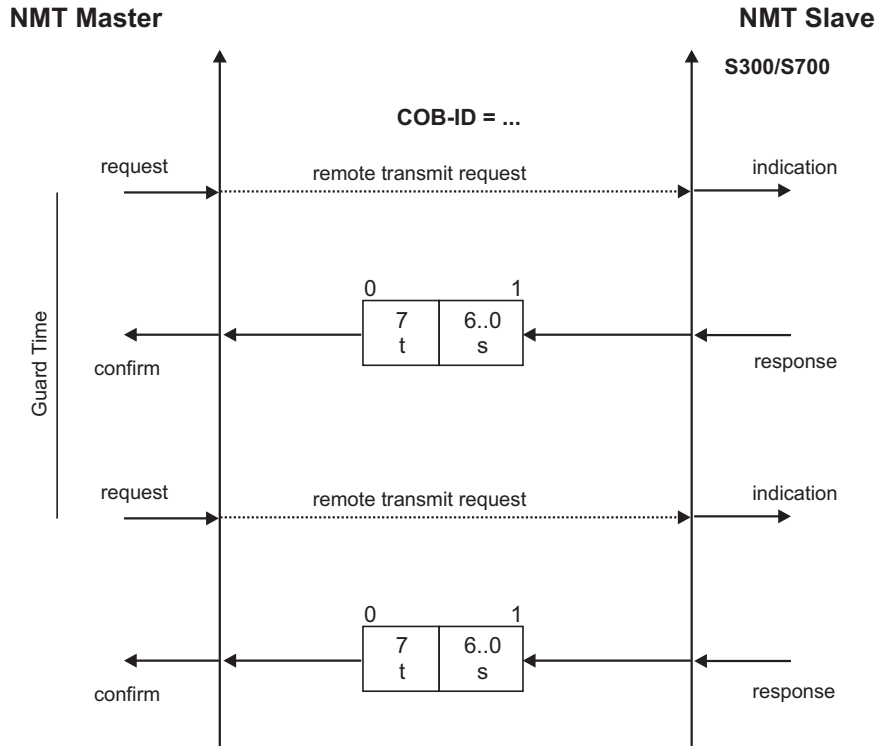 NMT Master
NMT Slave
S300/S700
COB-ID = ...
request
remote transmit request
indication
0 1
7 6..0
t s
confirm
response
Guard Time
request
remote transmit request
indication
0 1
7 6..0
t s
confirm
response